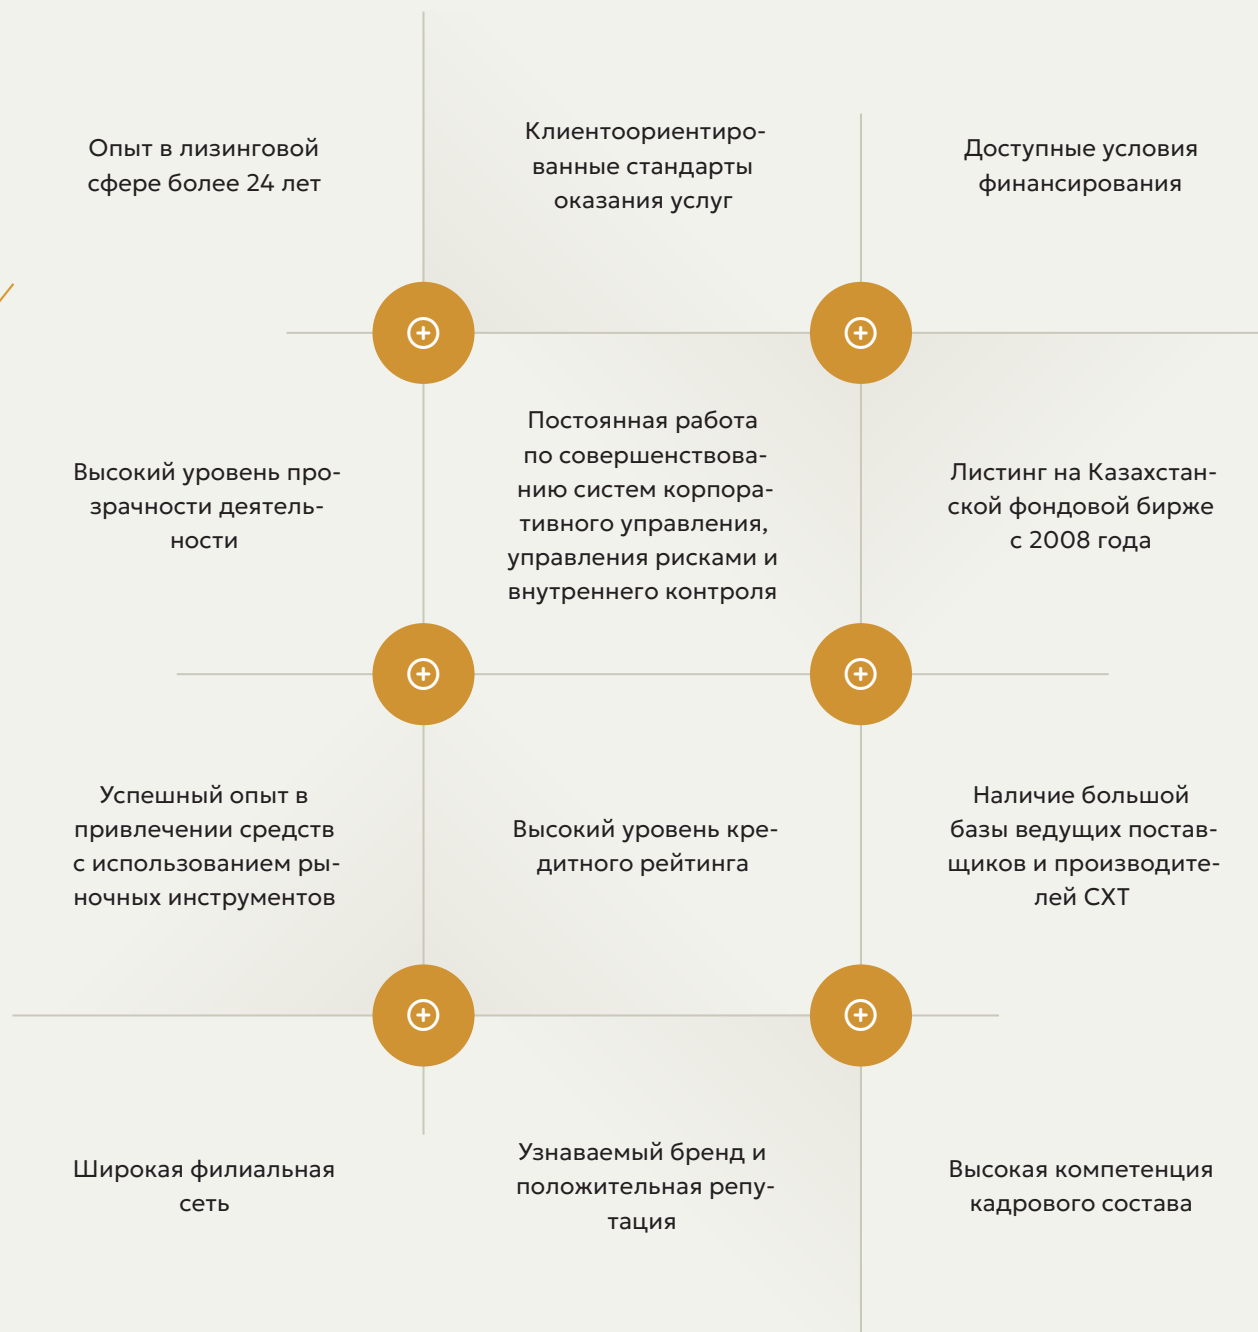 Опыт в лизинговой
сфере более 24 лет
Клиентоориентиро-
ванные стандарты
оказания услуг
Доступные условия
финансирования
Высокий уровень про-
зрачности деятель-
ности
Постоянная работа
по совершенствова-
нию систем корпора-
тивного управления,
управления рисками и
внутреннего контроля
Листинг на Казахстан-
ской фондовой бирже
с 2008 года
Успешный опыт в
привлечении средств
с использованием ры-
ночных инструментов
Высокий уровень кре-
дитного рейтинга
Наличие большой
базы ведущих постав-
щиков и производите-
лей СХТ
Широкая филиальная
сеть
Узнаваемый бренд и
положительная репу-
тация
Высокая компетенция
кадрового состава